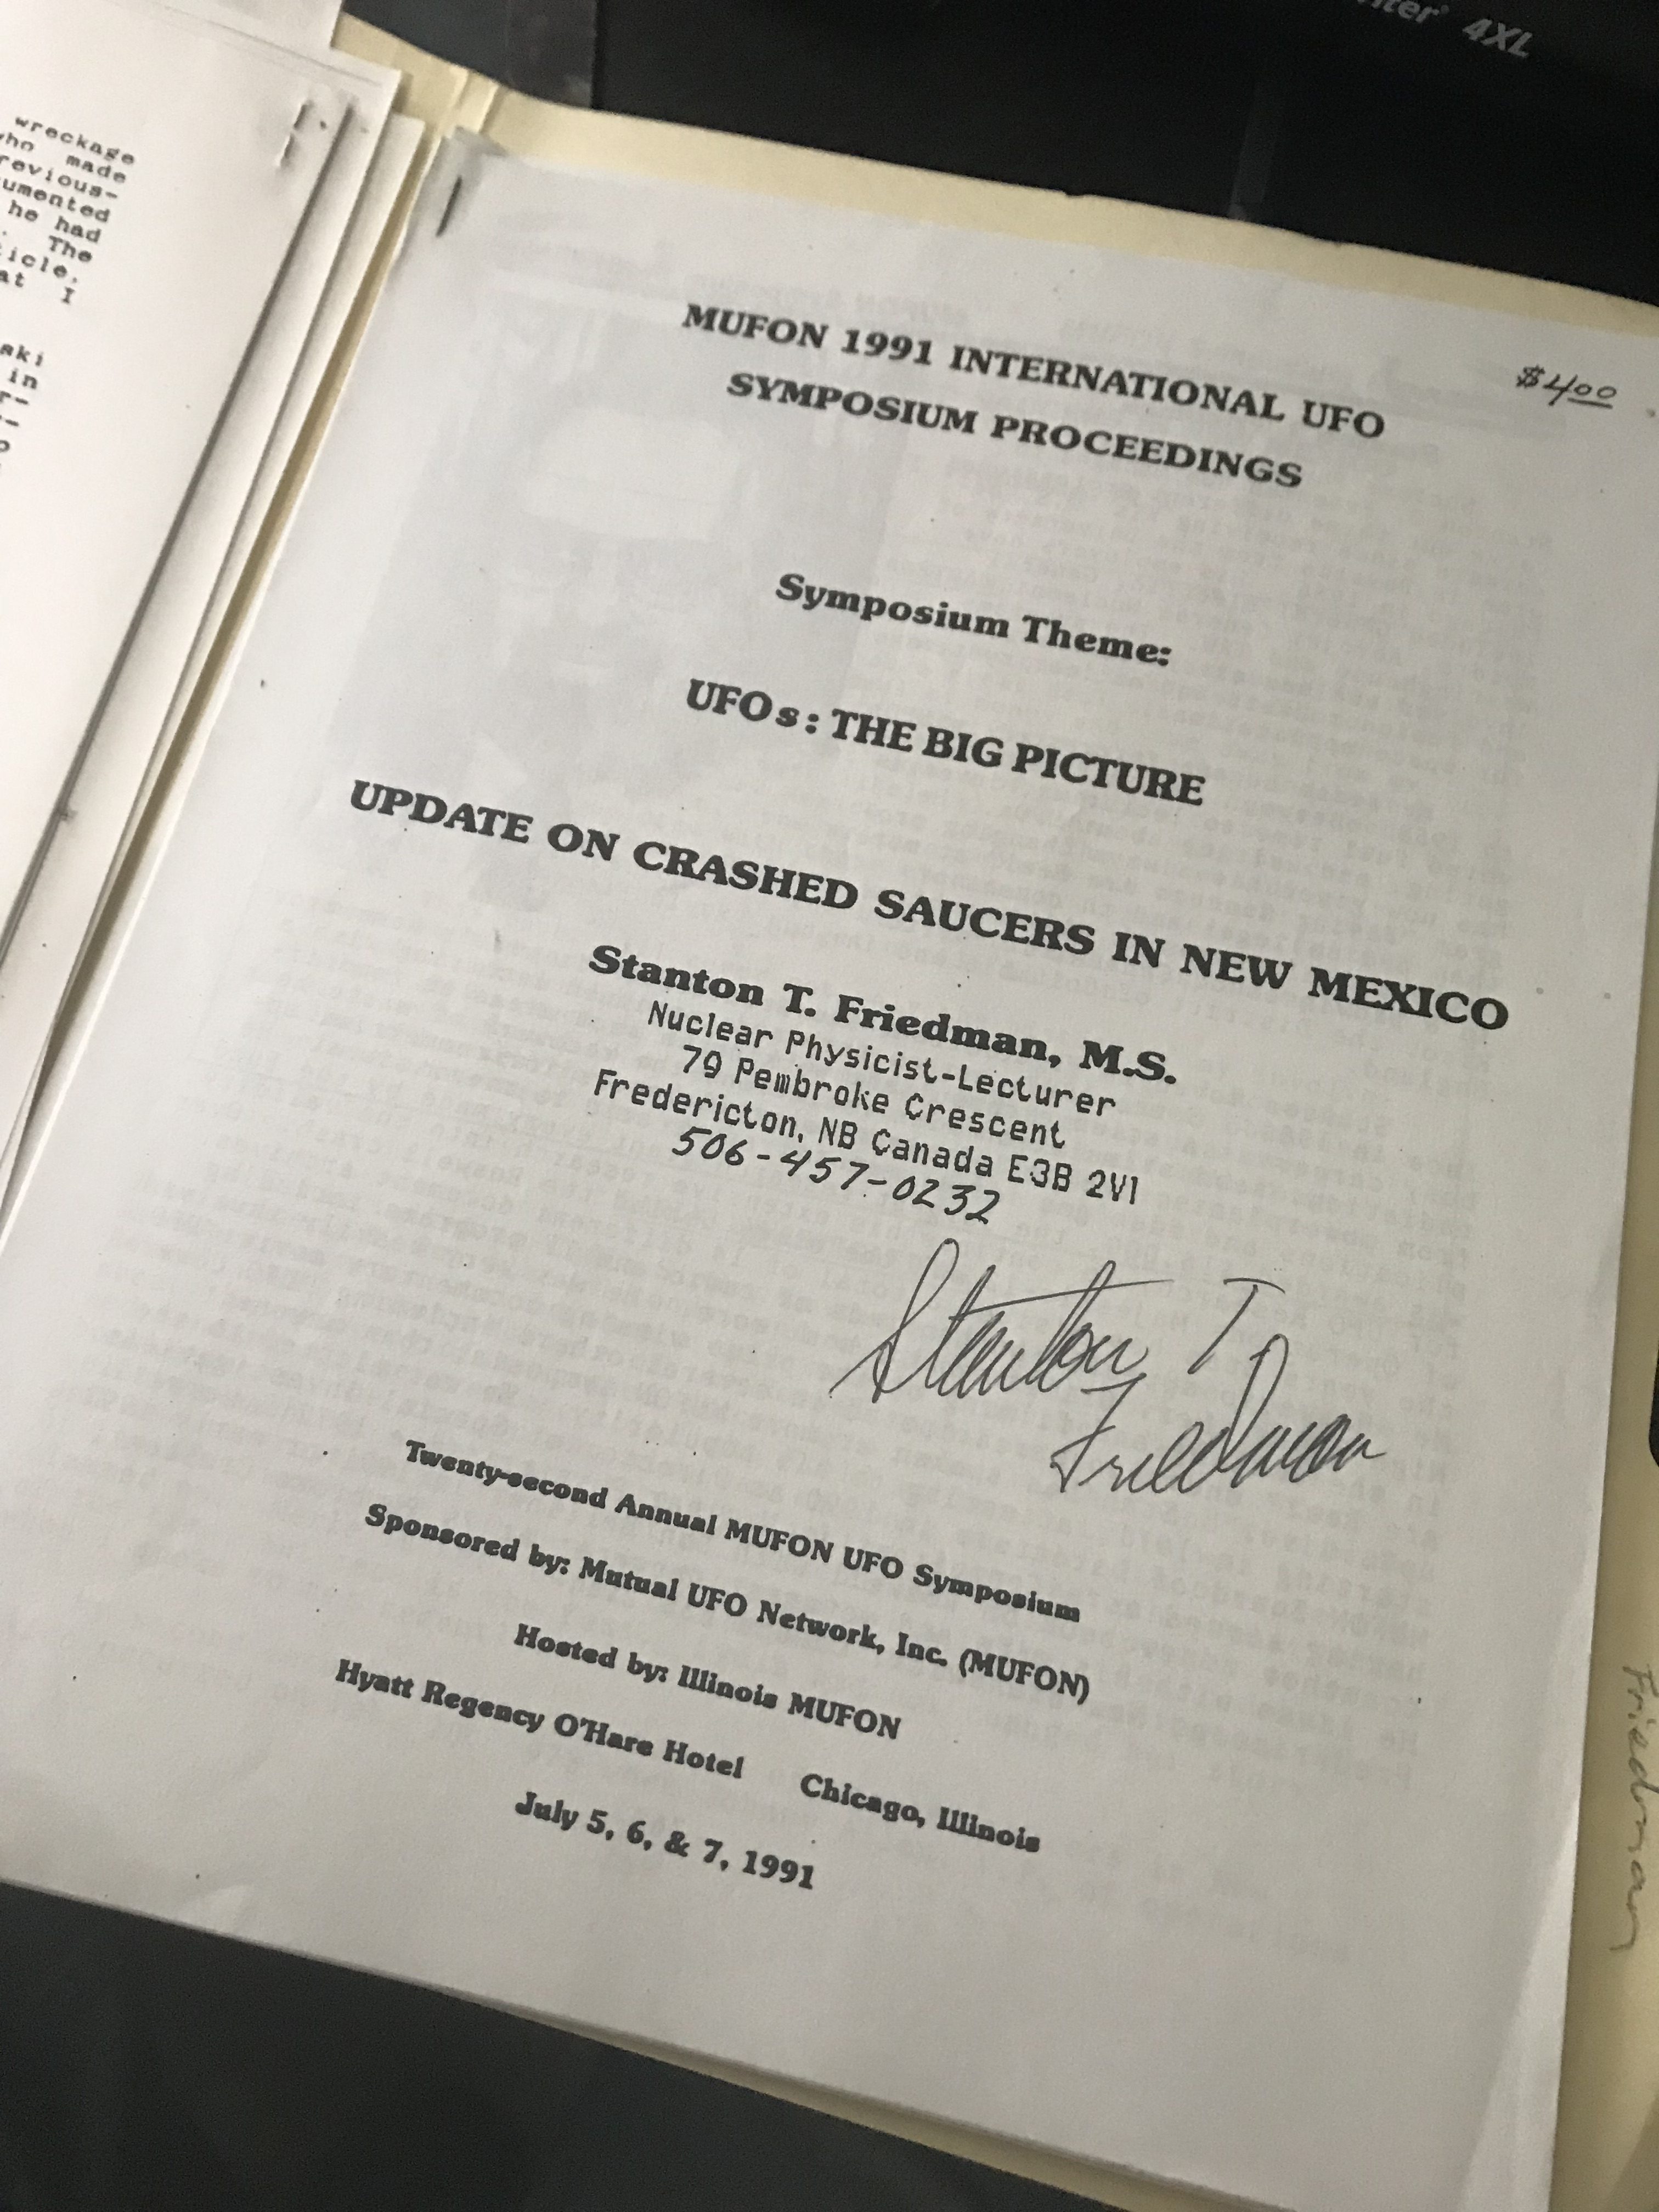 4XL
wreckage
made
he had
The
at I
in
MUFON 1991 INTERNATIONAL UFO
SYMPOSIUM PROCEEDINGS
$4.00
Symposium Theme:
UFOs: THE BIG PICTURE
UPDATE ON CRASHED SAUCERS IN NEW MEXICO
Stanton T. Friedman, M.S.
Nuclear Physicist-Lecturer
79 Pembroke Crescent
Fredericton, NB Canada E3B 2V1
506-457-0232
Stanton T
Friedman
Twenty-second Annual MUFON UFO Symposium
Sponsored by: Mutual UFO Network, Inc. (MUFON)
Hosted by: Illinois MUFON
Hyatt Regency O'Hare Hotel Chicago, Illinois
July 5, 6, & 7, 1991
Friedman